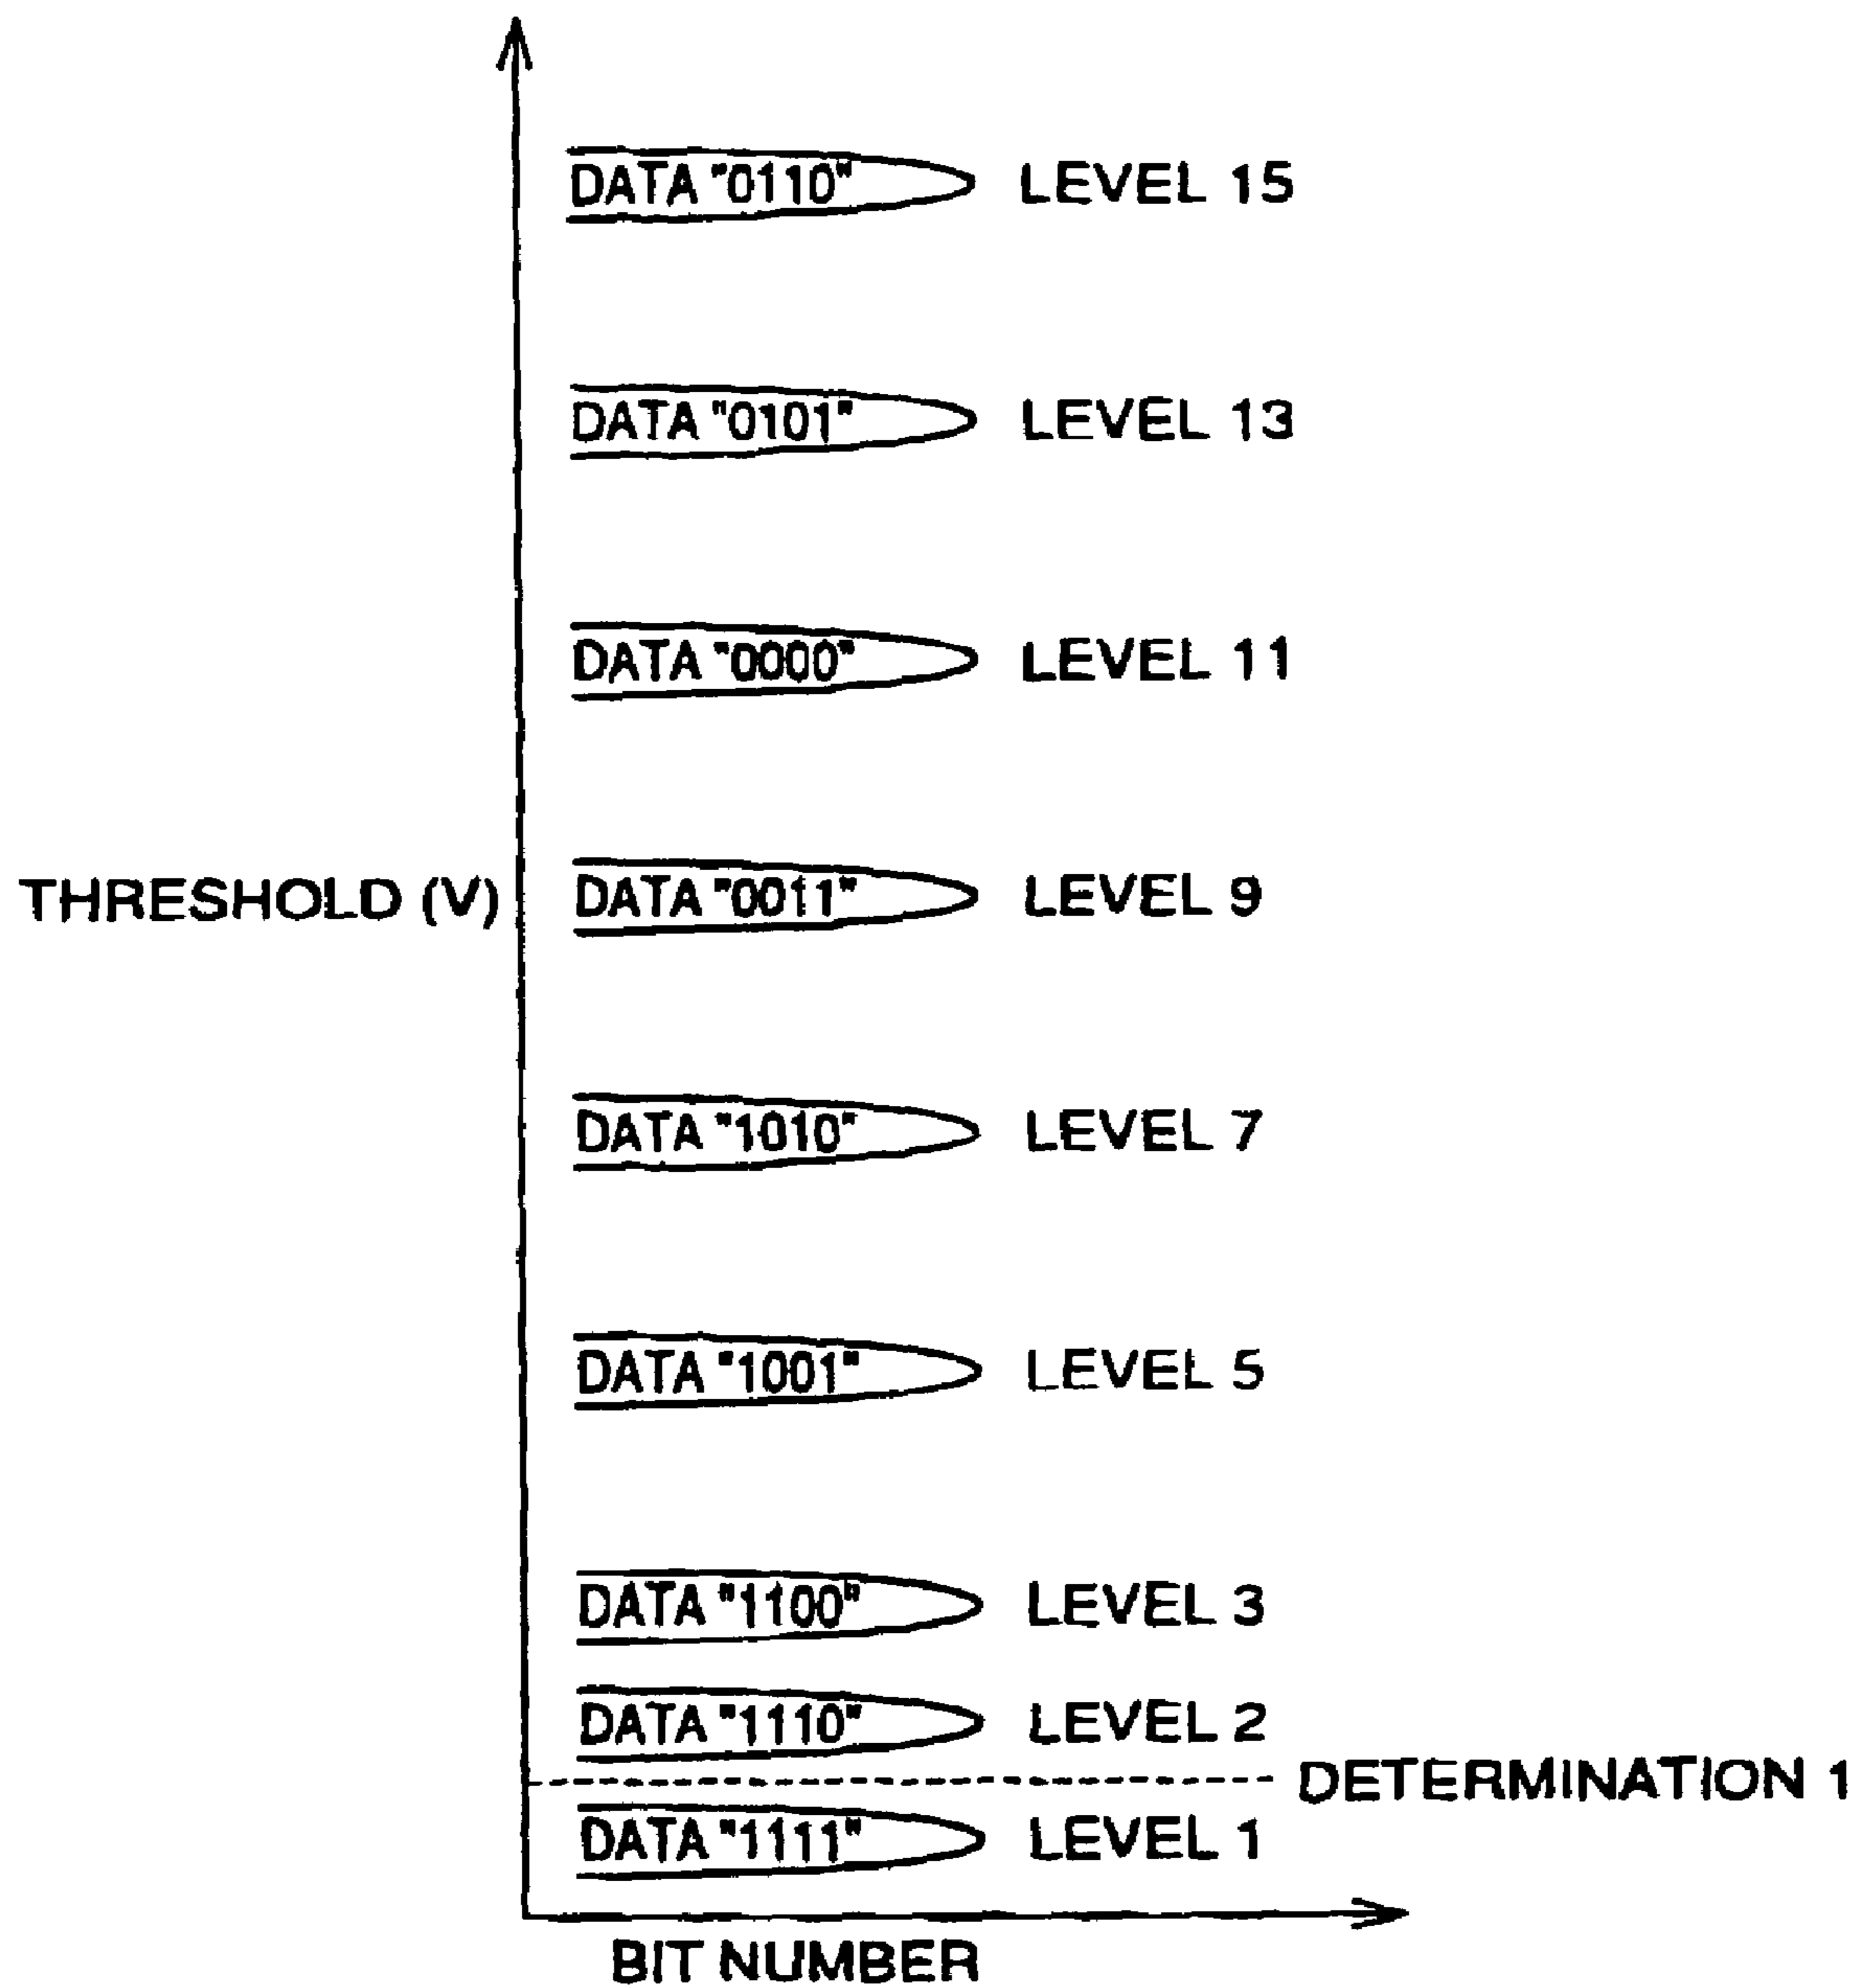 DATA "0110" LEVEL 15
DATA "0101" LEVEL 13
DATA "0000" LEVEL 11
THRESHOLD (V) DATA "0011" LEVEL 9
DATA "1010" LEVEL 7
DATA "1001" LEVEL 5
DATA "1100" LEVEL 3
DATA "1110" LEVEL 2
DETERMINATION 1
DATA "1111" LEVEL 1
BIT NUMBER